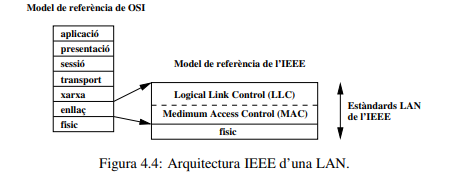 Model de referència de OSI
aplicació
presentació
sessió
transport
xarxa
enllaç
físic
Model de referència de l'IEEE
Logical Link Control (LLC)
Medimum Access Control (MAC)
físic
Estàndards LAN
de l'IEEE
Figura 4.4: Arquitectura IEEE d'una LAN.